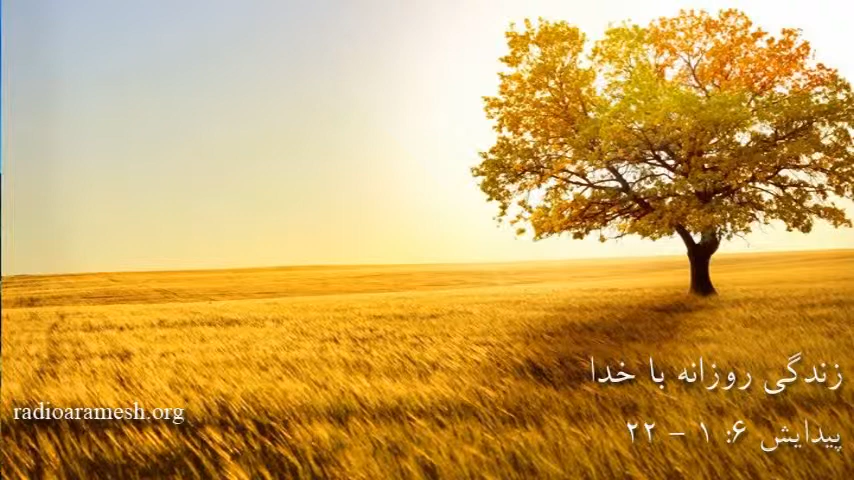 زندگی روزانه با خدا
radioaramesh.org
پیدایش ۶: ۱ – ۲۲